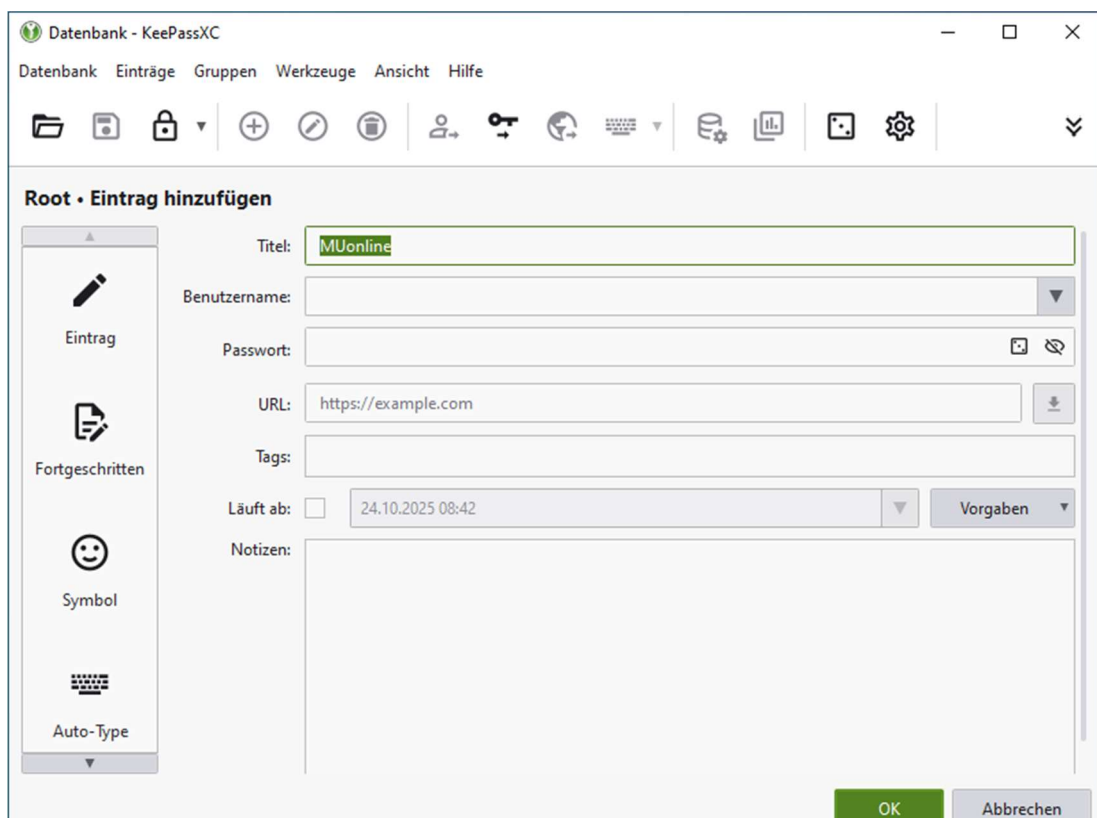 Datenbank - KeePassXC
Datenbank Einträge Gruppen Werkzeuge Ansicht Hilfe
Root • Eintrag hinzufügen
Eintrag
Fortgeschritten
Symbol
Auto-Type
Titel: MUonline
Benutzername:
Passwort:
URL: https://example.com
Tags:
Läuft ab: 24.10.2025 08:42 Vorgaben
Notizen:
OK Abbrechen